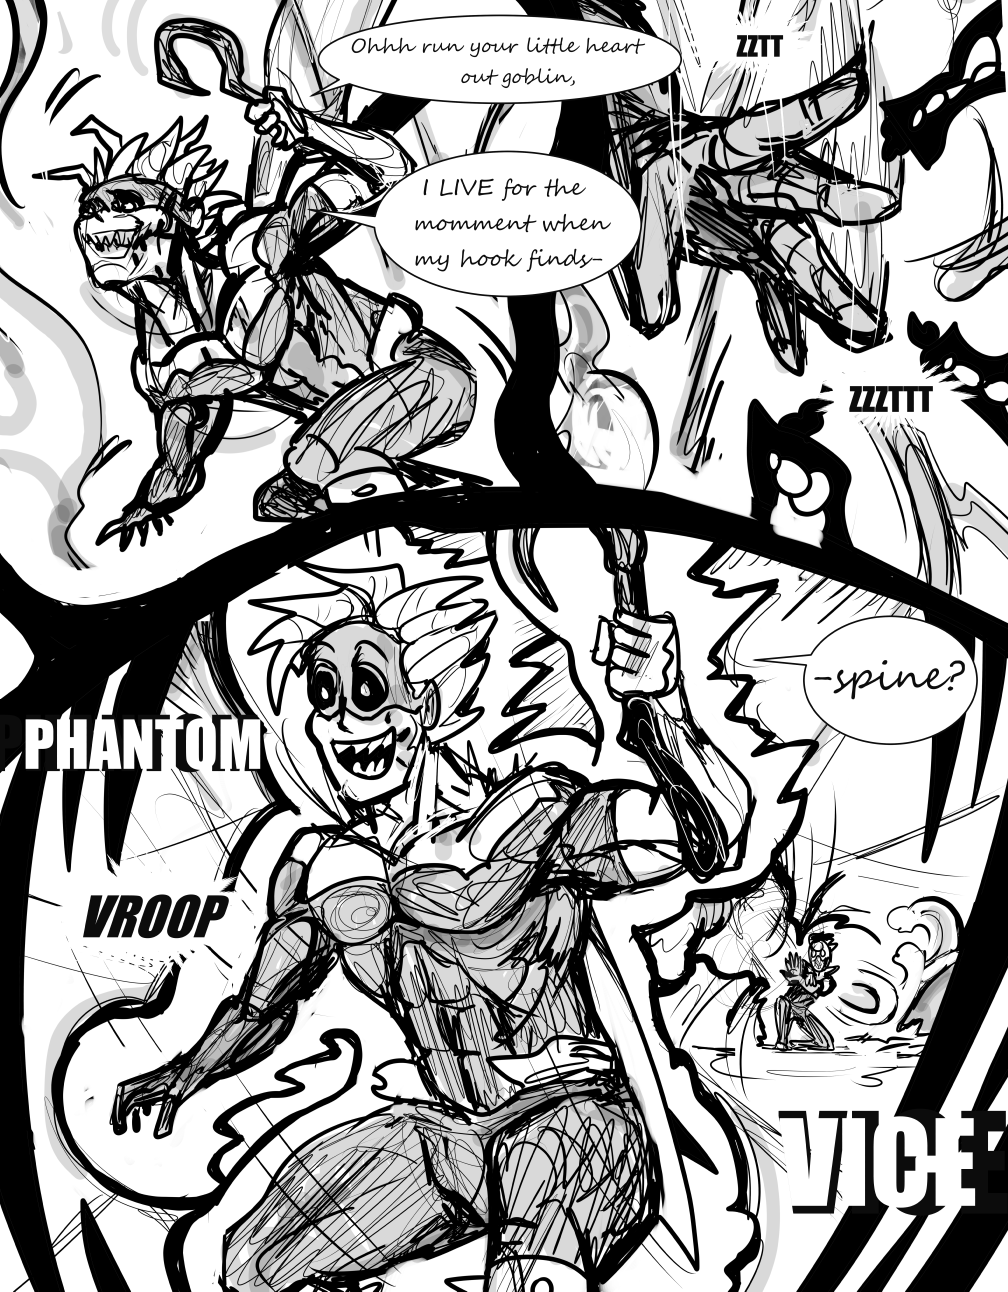 Ohhh run your little heart
out goblin,
ZZTT
I LIVE for the
momment when
my hook finds-
ZZZTTT
-spine?
PHANTOM
VROOP
VICE